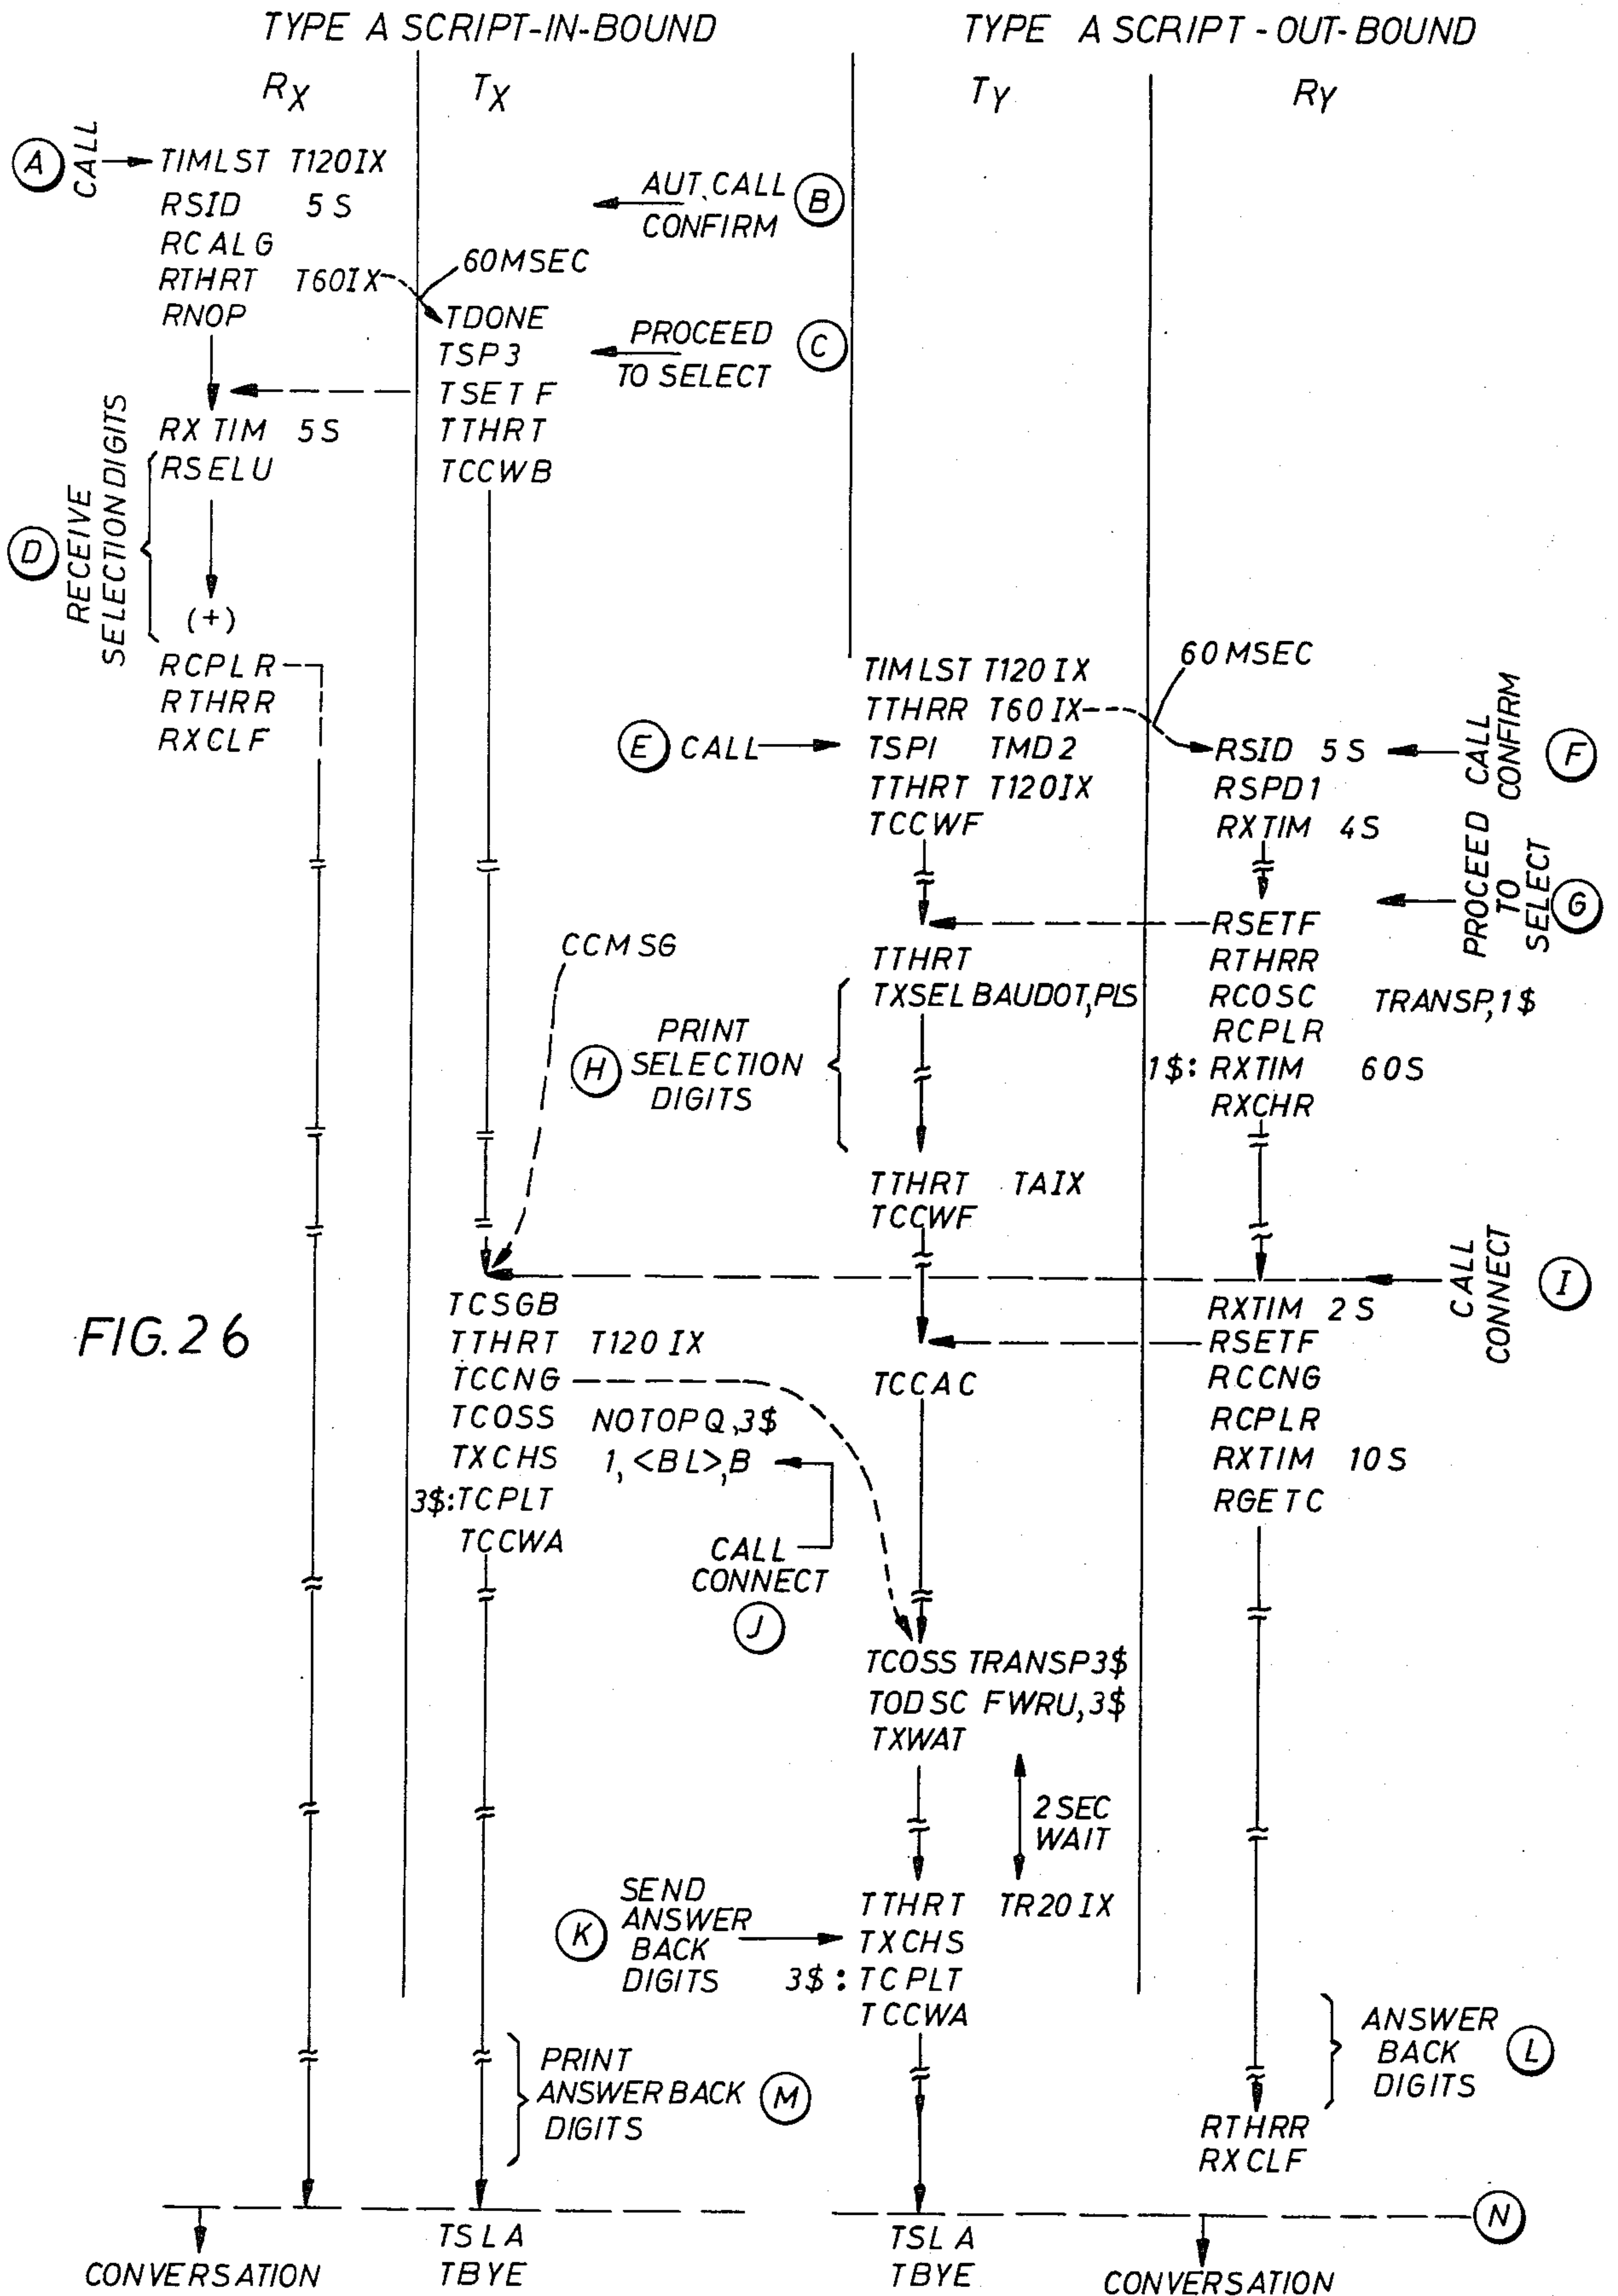 TYPE A SCRIPT-IN-BOUND
TYPE A SCRIPT-OUT-BOUND
RX
TX
TY
RY
A
CALL
TIMLST T120IX
RSID 5S
RCALG
RTHRT T60IX
RNOP
60MSEC
AUT. CALL
CONFIRM
B
TDONE
TSP3
TSETF
TTHRT
TCCWB
PROCEED
TO SELECT
C
RXTIM 5S
RSELU
(+)
RCPLR
RTHRR
RXCLF
D
RECEIVE
SELECTION DIGITS
TIMLST T120IX
TTHRR T60IX
TSPI TMD2
TTHRT T120IX
TCCWF
E
CALL
60MSEC
RSID 5S
RSPD1
RXTIM 4S
CALL
CONFIRM
F
PROCEED
TO
SELECT
G
RSETF
RTHRR
RCOSC TRANSP,1$
RCPLR
1$: RXTIM 60S
RXCHR
CCMSG
TTHRT
TXSEL BAUDOT,PLS
H
PRINT
SELECTION
DIGITS
TTHRT TAIX
TCCWF
CALL
CONNECT
I
FIG.26
TCSGB
TTHRT T120IX
TCCNG
TCOSS NOTOPQ,3$
TXCHS 1,<BL>,B
3$:TCPLT
TCCWA
TCCAC
RXTIM 2S
RSETF
RCCNG
RCPLR
RXTIM 10S
RGETC
CALL
CONNECT
J
TCOSS TRANSP3$
TODSC FWRU,3$
TXWAT
2 SEC
WAIT
TTHRT TR20IX
TXCHS
3$:TCPLT
TCCWA
K
SEND
ANSWER
BACK
DIGITS
ANSWER
BACK
DIGITS
L
PRINT
ANSWER BACK
DIGITS
M
RTHRR
RXCLF
N
TSLA
TBYE
TSLA
TBYE
CONVERSATION
CONVERSATION